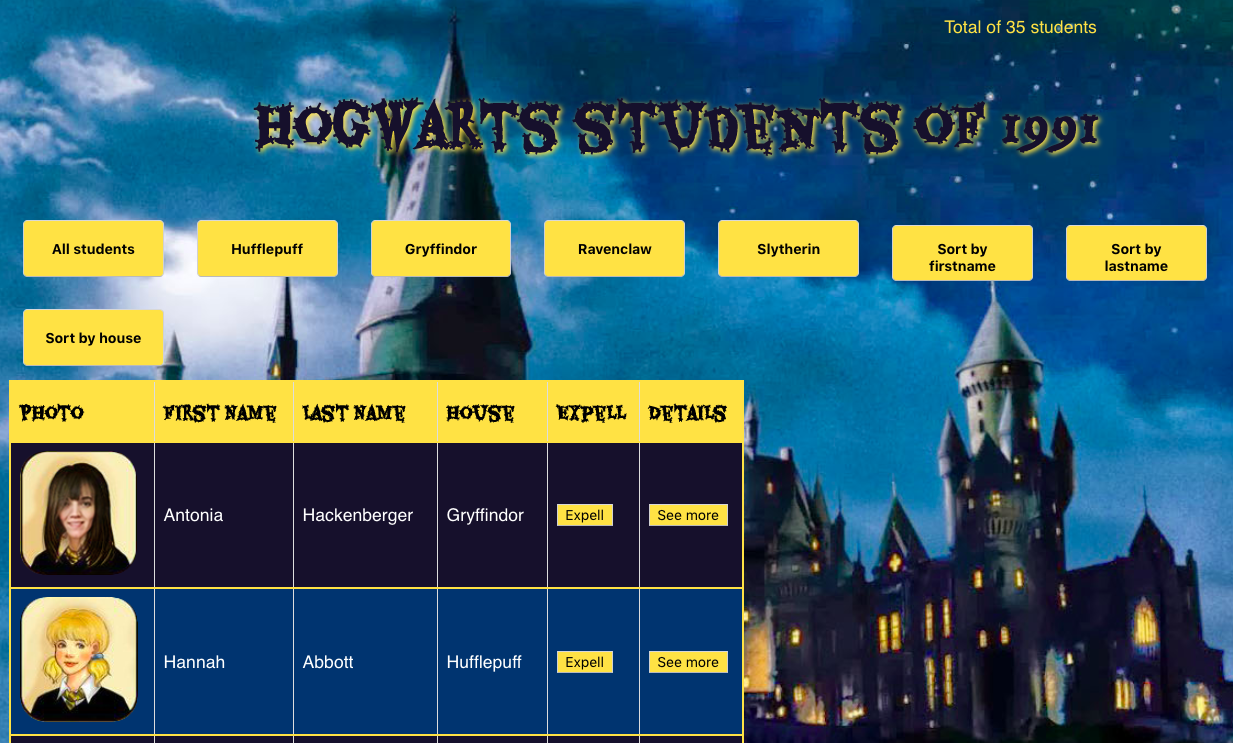 Total of 35 students
HOGWARTS STUDENTS OF 1991
All students
Hufflepuff
Gryffindor
Ravenclaw
Slytherin
Sort by
firstname
Sort by
lastname
Sort by house
PHOTO FIRST NAME LAST NAME HOUSE EXPELL DETAILS
Antonia Hackenberger Gryffindor Expell See more
Hannah Abbott Hufflepuff Expell See more